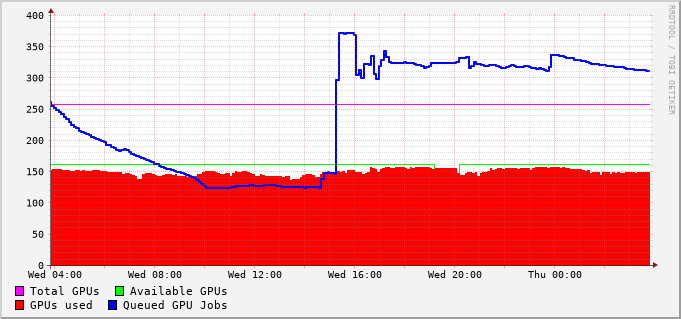 RRDTOOL / TOBI OETIKER
400
350
300
250
200
150
100
50
0
Wed 04:00 Wed 08:00 Wed 12:00 Wed 16:00 Wed 20:00 Thu 00:00
Total GPUs Available GPUs
GPUs used Queued GPU Jobs